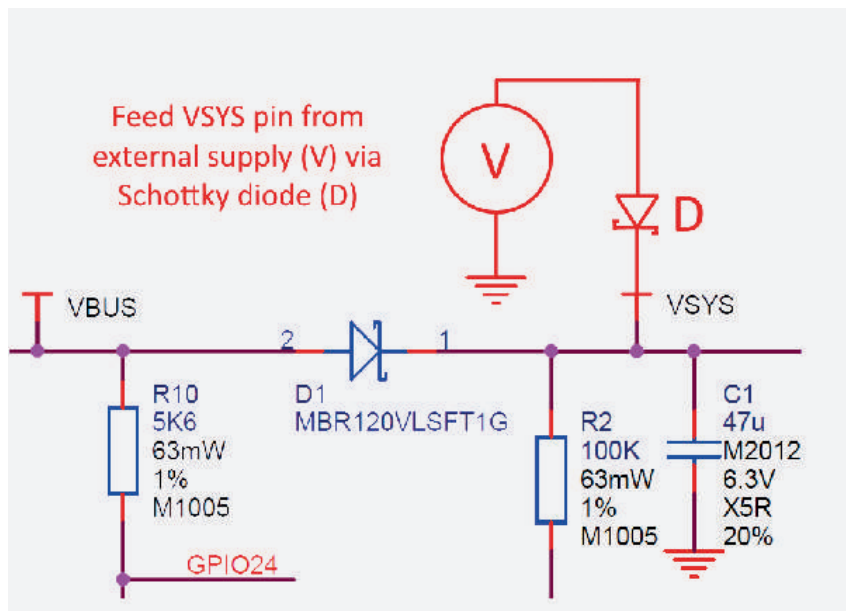 Feed VSYS pin from
external supply (V) via
Schottky diode (D)
V
D
VBUS
VSYS
2
1
R10
5K6
63mW
1%
M1005
D1
MBR120VLSFT1G
R2
100K
63mW
1%
M1005
C1
47u
M2012
6.3V
X5R
20%
GPIO24